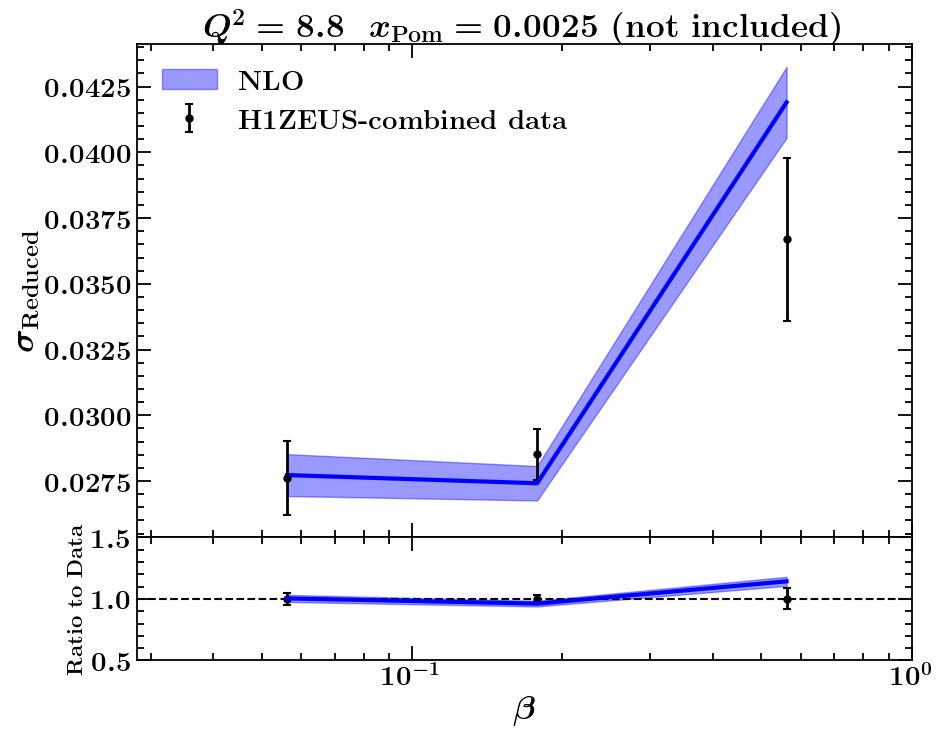 Q² = 8.8 x_Pom = 0.0025 (not included)
NLO
H1ZEUS-combined data
σ_Reduced
0.0425
0.0400
0.0375
0.0350
0.0325
0.0300
0.0275
Ratio to Data
1.5
1.0
0.5
10⁻¹
10⁰
β